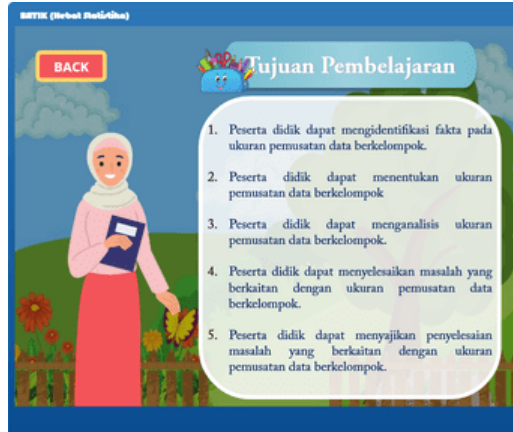 BATIK (Hebat Statistika)
BACK
Tujuan Pembelajaran
1. Peserta didik dapat mengidentifikasi fakta pada
ukuran pemusatan data berkelompok.
2. Peserta didik dapat menentukan ukuran
pemusatan data berkelompok
3. Peserta didik dapat menganalisis ukuran
pemusatan data berkelompok.
4. Peserta didik dapat menyelesaikan masalah yang
berkaitan dengan ukuran pemusatan data
berkelompok.
5. Peserta didik dapat menyajikan penyelesaian
masalah yang berkaitan dengan ukuran
pemusatan data berkelompok.